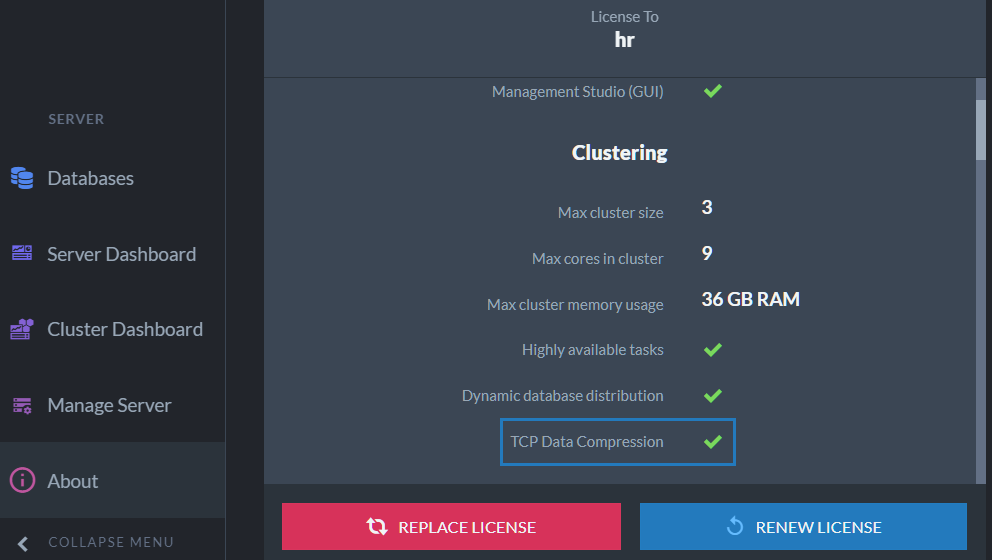 SERVER
Databases
Server Dashboard
Cluster Dashboard
Manage Server
About
COLLAPSE MENU
License To
hr
Management Studio (GUI)
Clustering
Max cluster size 3
Max cores in cluster 9
Max cluster memory usage 36 GB RAM
Highly available tasks
Dynamic database distribution
TCP Data Compression
REPLACE LICENSE
RENEW LICENSE